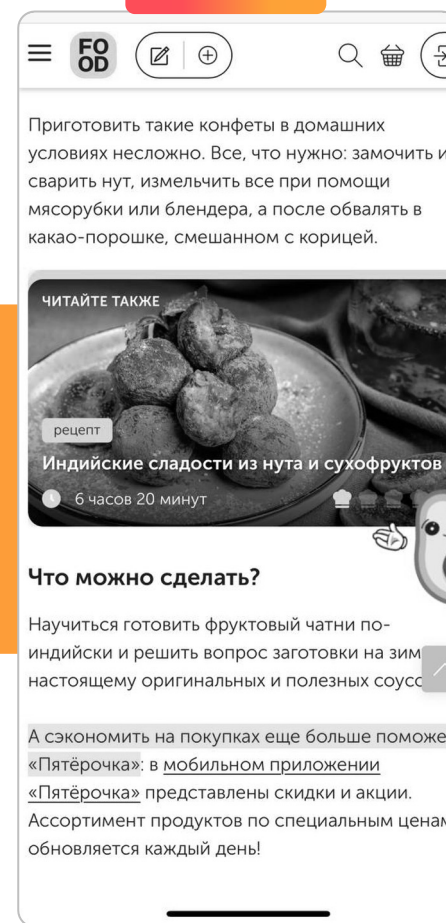 FO
OD
Приготовить такие конфеты в домашних
условиях несложно. Все, что нужно: замочить и
сварить нут, измельчить все при помощи
мясорубки или блендера, а после обвалять в
какао-порошке, смешанном с корицей.
ЧИТАЙТЕ ТАКЖЕ
рецепт
Индийские сладости из нута и сухофруктов
6 часов 20 минут
Что можно сделать?
Научиться готовить фруктовый чатни по-
индийски и решить вопрос заготовки на зим
настоящему оригинальных и полезных соусо
А сэкономить на покупках еще больше поможе
«Пятёрочка»: в мобильном приложении
«Пятёрочка» представлены скидки и акции.
Ассортимент продуктов по специальным ценам
обновляется каждый день!